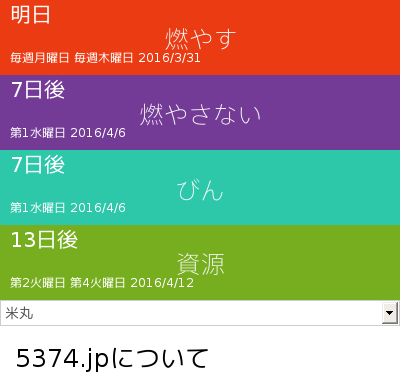 明日
燃やす
毎週月曜日 毎週木曜日 2016/3/31
7日後
燃やさない
第1水曜日 2016/4/6
7日後
びん
第1水曜日 2016/4/6
13日後
資源
第2火曜日 第4火曜日 2016/4/12
米丸
5374.jpについて